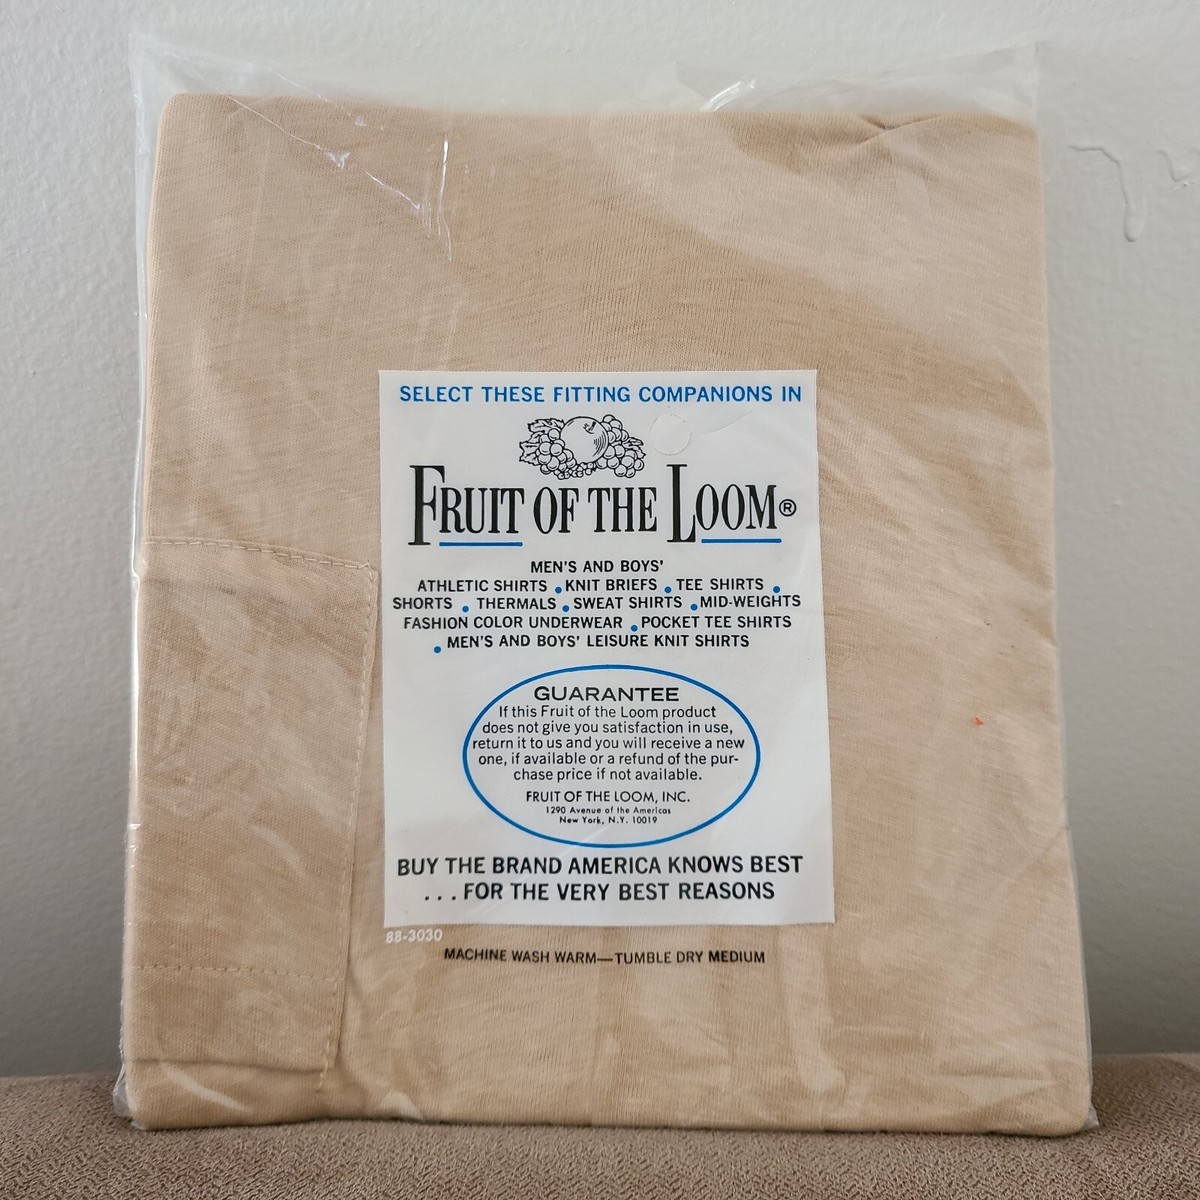 SELECT THESE FITTING COMPANIONS IN
FRUIT OF THE LOOM®
MEN'S AND BOYS'
ATHLETIC SHIRTS • KNIT BRIEFS • TEE SHIRTS •
SHORTS • THERMALS • SWEAT SHIRTS • MID-WEIGHTS
FASHION COLOR UNDERWEAR • POCKET TEE SHIRTS
• MEN'S AND BOYS' LEISURE KNIT SHIRTS
GUARANTEE
If this Fruit of the Loom product
does not give you satisfaction in use,
return it to us and you will receive a new
one, if available or a refund of the pur-
chase price if not available.
FRUIT OF THE LOOM, INC.
1290 Avenue of the Americas
New York, N.Y. 10019
BUY THE BRAND AMERICA KNOWS BEST
. . . FOR THE VERY BEST REASONS
88-3030
MACHINE WASH WARM—TUMBLE DRY MEDIUM